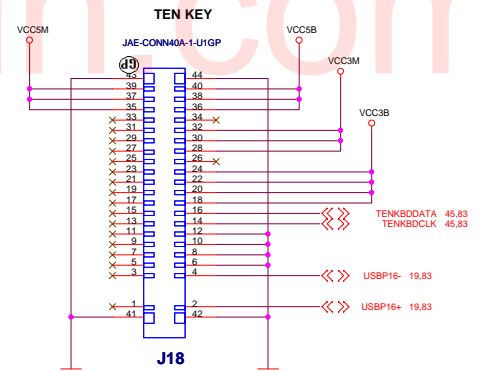 nn.com
TEN KEY
VCC5M
JAE-CONN40A-1-U1GP
VCC5B
VCC3M
VCC3B
GP
43 44
39 40
37 38
35 36
33 34
31 32
29 30
27 28
25 26
23 24
21 22
19 20
17 18
15 16 TENKBDDATA 45,83
13 14 TENKBDCLK 45,83
11 12
9 10
7 8
5 6
3 4 USBP16- 19,83
1 2 USBP16+ 19,83
41 42
J18